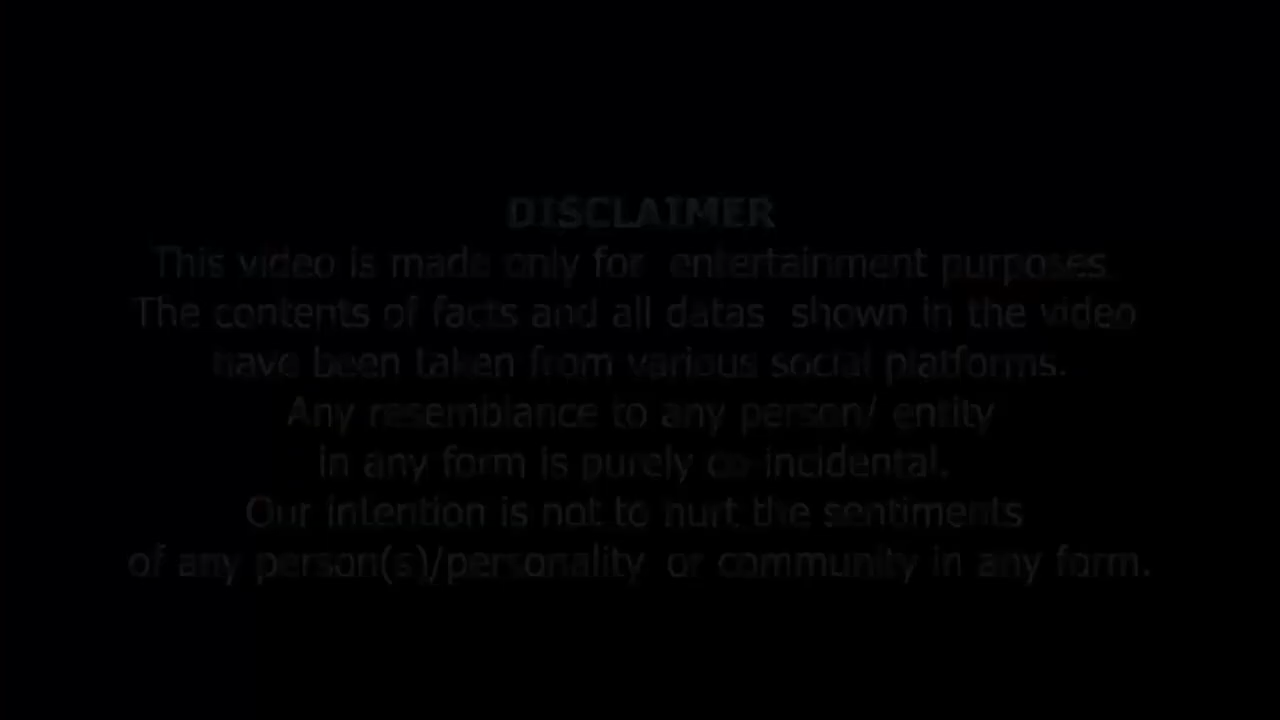 DISCLAIMER
This video is made only for entertainment purposes.
The contents of facts and all datas shown in the video
have been taken from various social platforms.
Any resemblance to any person/ entity
in any form is purely co-incidental.
Our intention is not to hurt the sentiments
of any person(s)/personality or community in any form.